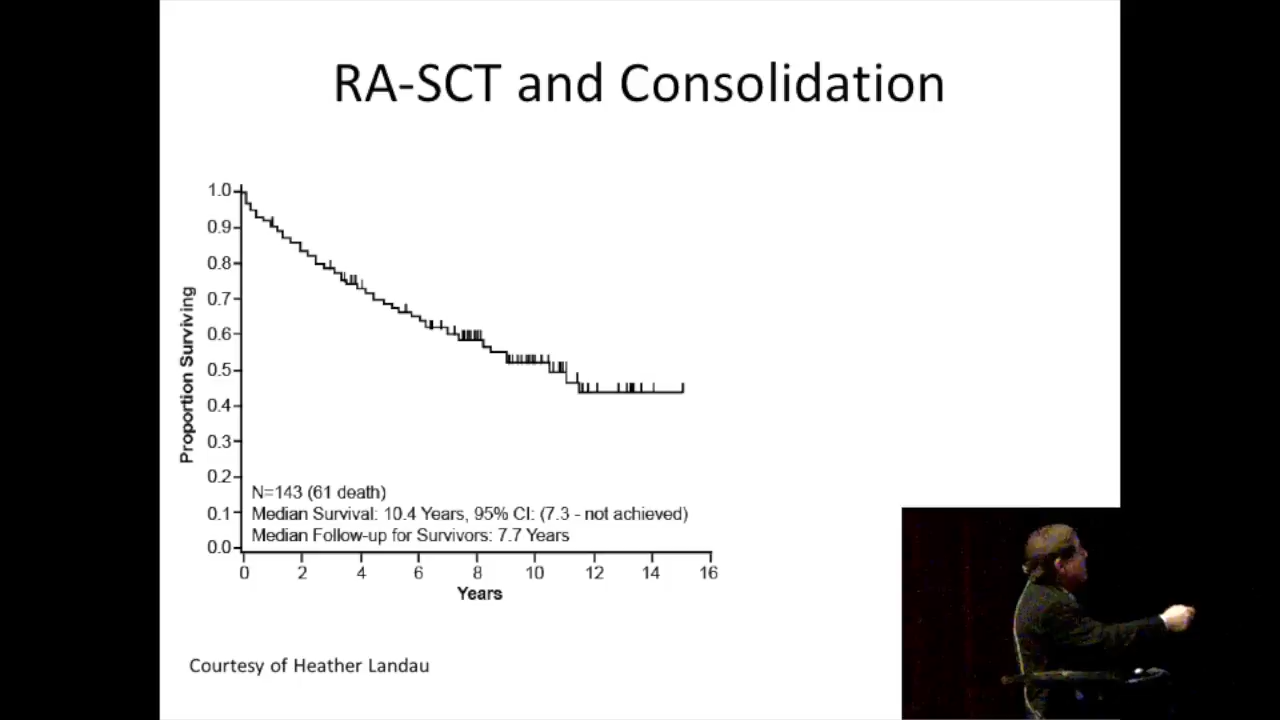 RA-SCT and Consolidation
1.0
0.9
0.8
0.7
0.6
0.5
0.4
0.3
0.2
0.1
0.0
Proportion Surviving
N=143 (61 death)
Median Survival: 10.4 Years, 95% CI: (7.3 - not achieved)
Median Follow-up for Survivors: 7.7 Years
0 2 4 6 8 10 12 14 16
Years
Courtesy of Heather Landau